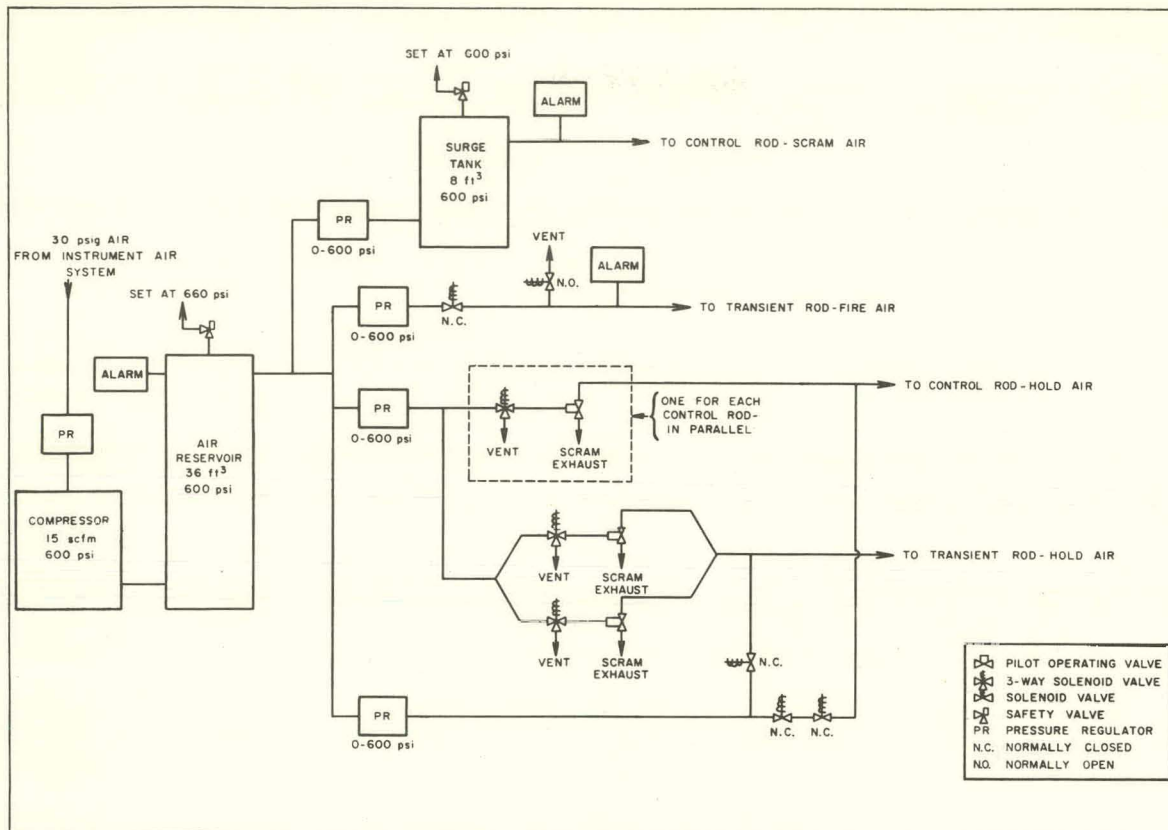 SET AT 600 psi
ALARM
SURGE
TANK
8 ft3
600 psi
TO CONTROL ROD-SCRAM AIR
PR
0-600 psi
30 psig AIR
FROM INSTRUMENT AIR
SYSTEM
VENT
N.O.
ALARM
SET AT 660 psi
PR
0-600 psi
N.C.
TO TRANSIENT ROD-FIRE AIR
ALARM
PR
AIR
RESERVOIR
36 ft3
600 psi
PR
0-600 psi
VENT
SCRAM
EXHAUST
ONE FOR EACH
CONTROL ROD-
IN PARALLEL
TO CONTROL ROD-HOLD AIR
COMPRESSOR
15 scfm
600 psi
VENT
SCRAM
EXHAUST
TO TRANSIENT ROD-HOLD AIR
VENT
SCRAM
EXHAUST
N.C.
PR
0-600 psi
N.C.
N.C.
PILOT OPERATING VALVE
3-WAY SOLENOID VALVE
SOLENOID VALVE
SAFETY VALVE
PR PRESSURE REGULATOR
N.C. NORMALLY CLOSED
N.O. NORMALLY OPEN